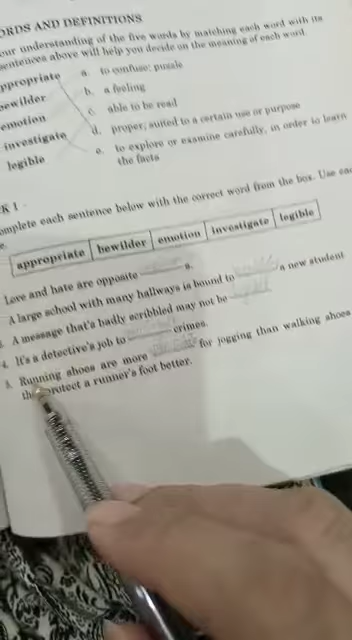 ORDS AND DEFINITIONS
our understanding of the five words by matching each word with its
sentences above will help you decide on the meaning of each word.
appropriate a. to confuse; puzzle
bewilder b. a feeling
emotion c. able to be read
investigate d. proper; suited to a certain use or purpose
legible e. to explore or examine carefully, in order to learn
the facts
K 1
omplete each sentence below with the correct word from the box. Use eac
e.
appropriate bewilder emotion investigate legible
Love and hate are opposite s.
A large school with many hallways is bound to a new student
3. A message that's badly scribbled may not be
4. It's a detective's job to crimes.
5. Running shoes are more for jogging than walking shoes
protect a runner's foot better.